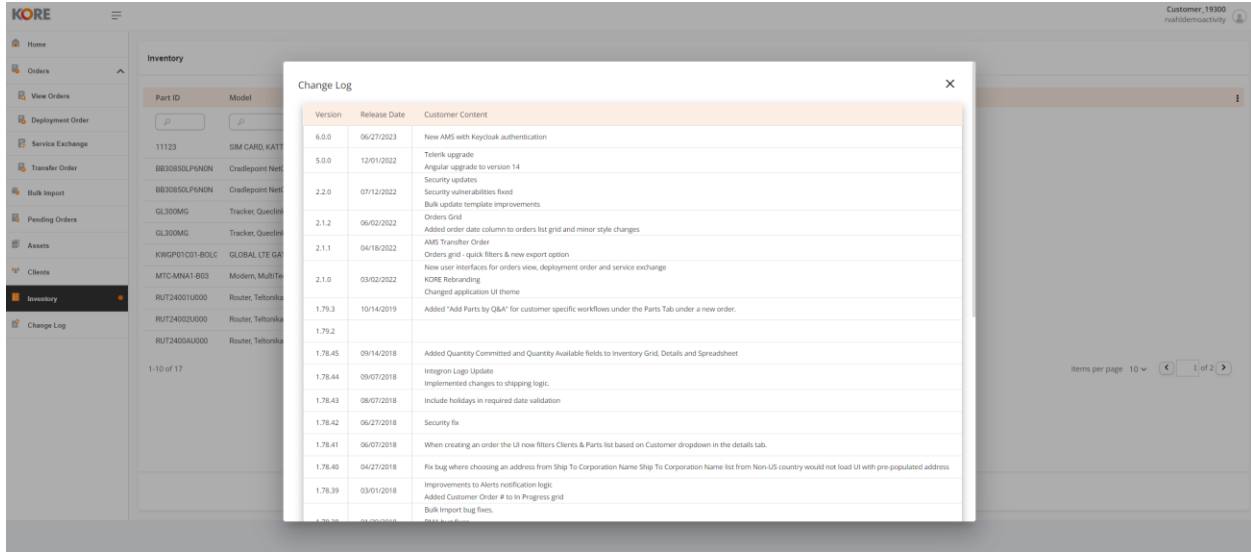 KORE
Customer_19300
rvahldemoactivity
Home
Orders
View Orders
Deployment Order
Service Exchange
Transfer Order
Bulk Import
Pending Orders
Assets
Clients
Inventory
Change Log
Inventory
Part ID Model
11123 SIM CARD, KATT
BB30850LP6N0N Cradlepoint Net
BB30850LP6N0N Cradlepoint Net
GL300MG Tracker, Queclin
GL300MG Tracker, Queclin
KWGP01C01-BOLC GLOBAL LTE GA
MTC-MNA1-B03 Modem, MultiTe
RUT24001U000 Router, Teltonika
RUT24002U000 Router, Teltonika
RUT2400AU000 Router, Teltonika
1-10 of 17
items per page 10
1 of 2
Change Log
Version Release Date Customer Content
6.0.0 06/27/2023 New AMS with Keycloak authentication
5.0.0 12/01/2022 Telerik upgrade
Angular upgrade to version 14
2.2.0 07/12/2022 Security updates
Security vulnerabilities fixed
Bulk update template improvements
2.1.2 06/02/2022 Orders Grid
Added order date column to orders list grid and minor style changes
2.1.1 04/18/2022 AMS Transfter Order
Orders grid - quick filters & new export option
2.1.0 03/02/2022 New user interfaces for orders view, deployment order and service exchange
KORE Rebranding
Changed application UI theme
1.79.3 10/14/2019 Added "Add Parts by Q&A" for customer specific workflows under the Parts Tab under a new order.
1.79.2
1.78.45 09/14/2018 Added Quantity Committed and Quantity Available fields to Inventory Grid, Details and Spreadsheet
1.78.44 09/07/2018 Integron Logo Update
Implemented changes to shipping logic.
1.78.43 08/07/2018 Include holidays in required date validation
1.78.42 06/27/2018 Security fix
1.78.41 06/07/2018 When creating an order the UI now filters Clients & Parts list based on Customer dropdown in the details tab.
1.78.40 04/27/2018 Fix bug where choosing an address from Ship To Corporation Name Ship To Corporation Name list from Non-US country would not load UI with pre-populated address
1.78.39 03/01/2018 Improvements to Alerts notification logic
Added Customer Order # to In Progress grid
Bulk Import bug fixes.